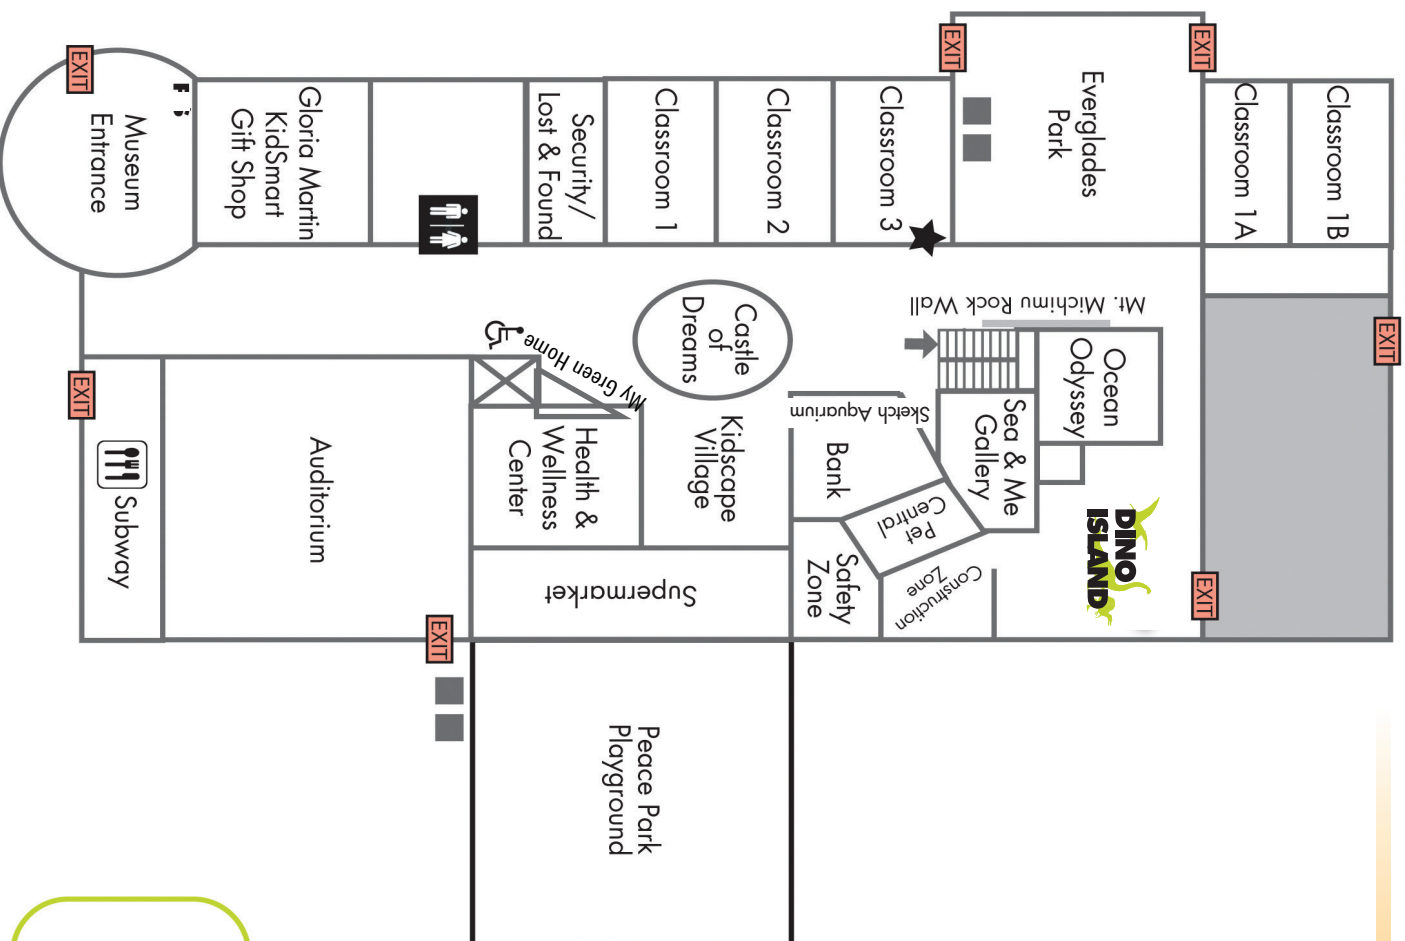 EXIT
Museum
Entrance
Gloria Martin
KidSmart
Gift Shop
Security/
Lost & Found
Classroom 1
Classroom 2
Classroom 3
EXIT
Everglades
Park
EXIT
Classroom 1A
Classroom 1B
Mt. Michimu Rock Wall
Castle
of
Dreams
My Green Home
Ocean
Odyssey
EXIT
EXIT
Subway
Auditorium
Health &
Wellness
Center
Kidscape
Village
Sketch Aquarium
Bank
Sea & Me
Gallery
Pet
Central
DINO
ISLAND
Supermarket
Safety
Zone
Construction
Zone
EXIT
EXIT
Peace Park
Playground